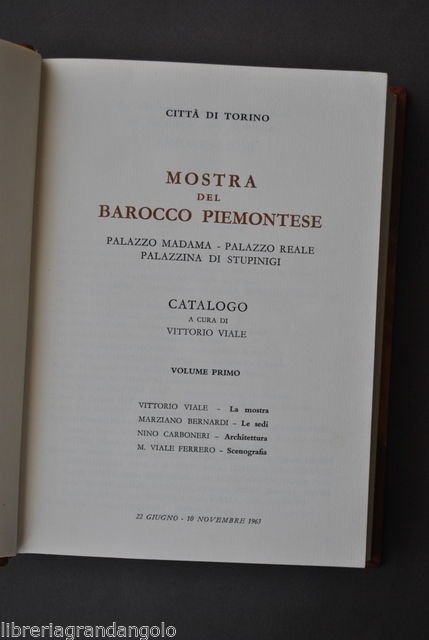 CITTÀ DI TORINO
MOSTRA
DEL
BAROCCO PIEMONTESE
PALAZZO MADAMA - PALAZZO REALE
PALAZZINA DI STUPINIGI
CATALOGO
A CURA DI
VITTORIO VIALE
VOLUME PRIMO
VITTORIO VIALE - La mostra
MARZIANO BERNARDI - Le sedi
NINO CARBONERI - Architettura
M. VIALE FERRERO - Scenografia
22 GIUGNO - 10 NOVEMBRE 1963
libreriagrandangolo